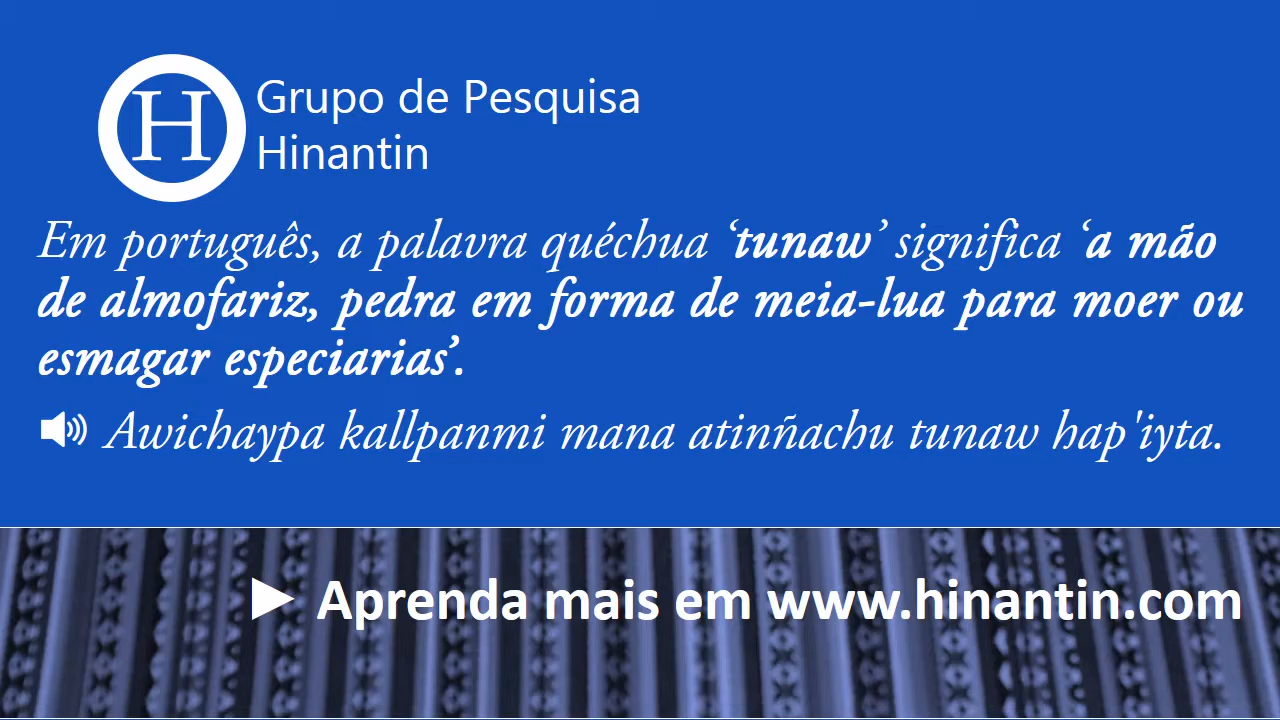 H
Grupo de Pesquisa
Hinantin
Em português, a palavra quéchua ‘tunaw’ significa ‘a mão
de almofariz, pedra em forma de meia-lua para moer ou
esmagar especiarias’.
Awichaypa kallpanmi mana atinñachu tunaw hap'iyta.
► Aprenda mais em www.hinantin.com